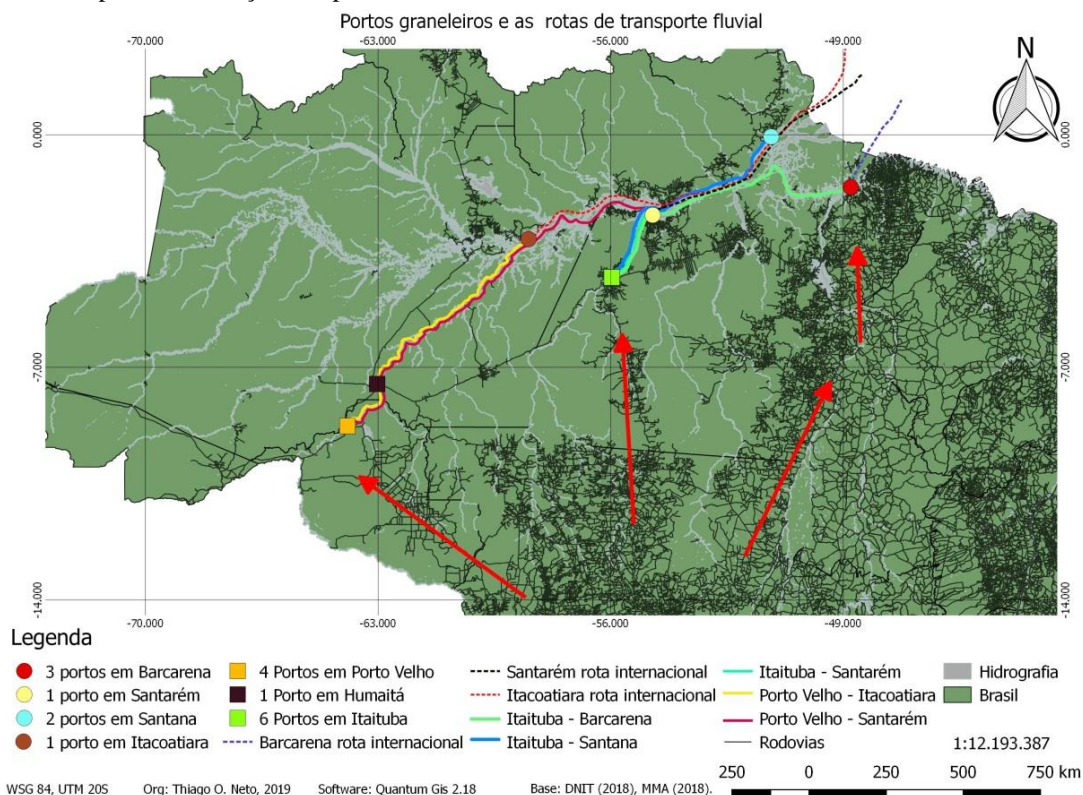 Portos graneleiros e as rotas de transporte fluvial
-70.000 -63.000 -56.000 -49.000
N
0.000 0.000
-7.000 -7.000
-14.000 -14.000
-70.000 -63.000 -56.000 -49.000
Legenda
3 portos em Barcarena
1 porto em Santarém
2 portos em Santana
1 porto em Itacoatiara
4 Portos em Porto Velho
1 Porto em Humaitá
6 Portos em Itaituba
Barcarena rota internacional
Santarém rota internacional
Itacoatiara rota internacional
Itaituba - Barcarena
Itaituba - Santana
Itaituba - Santarém
Porto Velho - Itacoatiara
Porto Velho - Santarém
Rodovias
Hidrografia
Brasil
1:12.193.387
250 0 250 500 750 km
WSG 84, UTM 20S Org: Thiago O. Neto, 2019 Software: Quantum Gis 2.18 Base: DNIT (2018), MMA (2018).